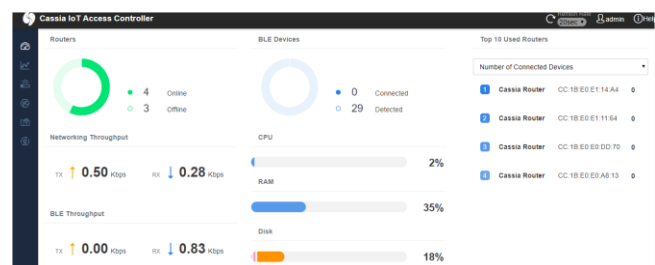 Cassia IoT Access Controller
Refresh Rate
20sec
admin
Help
Routers
4 Online
3 Offline
BLE Devices
0 Connected
29 Detected
Top 10 Used Routers
Number of Connected Devices
1 Cassia Router CC:1B:E0:E1:14:A4 0
2 Cassia Router CC:1B:E0:E1:11:64 0
3 Cassia Router CC:1B:E0:E0:DD:70 0
4 Cassia Router CC:1B:E0:E0:A8:13 0
Networking Throughput
TX 0.50 Kbps RX 0.28 Kbps
BLE Throughput
TX 0.00 Kbps RX 0.83 Kbps
CPU
2%
RAM
35%
Disk
18%